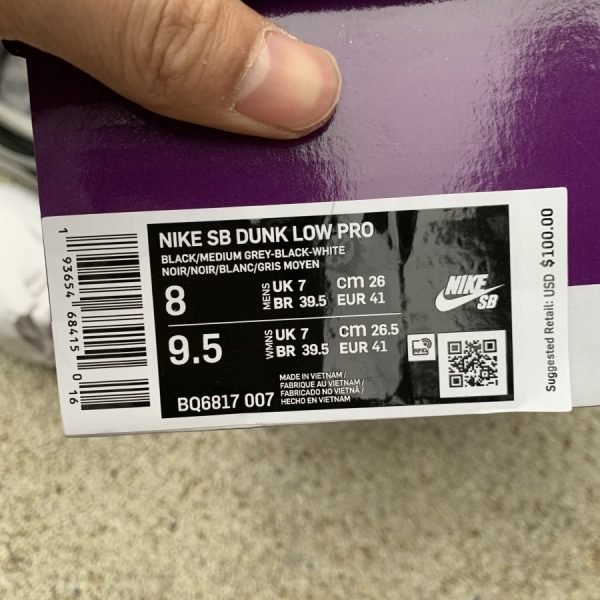 NIKE SB DUNK LOW PRO
BLACK/MEDIUM GREY-BLACK-WHITE
NOIR/NOIR/BLANC/GRIS MOYEN
8 MENS UK 7 cm 26
BR 39.5 EUR 41
9.5 WMNS UK 7 cm 26.5
BR 39.5 EUR 41
MADE IN VIETNAM/
FABRIQUE AU VIETNAM/
FABRICADO NO VIETNÃ/
HECHO EN VIETNAM
BQ6817 007
NIKE
SB
RFID
1 93654 68415 0 16
Suggested Retail: USD $100.00